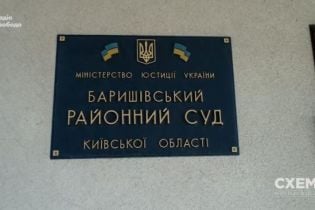 МІНІСТЕРСТВО ЮСТИЦІЇ УКРАЇНИ
БАРИШІВСЬКИЙ
РАЙОННИЙ СУД
КИЇВСЬКОЇ ОБЛАСТІ
СХЕМ